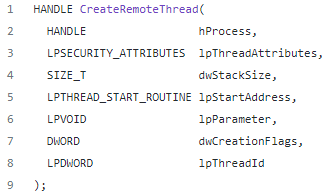 1 HANDLE CreateRemoteThread(
2 HANDLE hProcess,
3 LPSECURITY_ATTRIBUTES lpThreadAttributes,
4 SIZE_T dwStackSize,
5 LPTHREAD_START_ROUTINE lpStartAddress,
6 LPVOID lpParameter,
7 DWORD dwCreationFlags,
8 LPDWORD lpThreadId
9 );